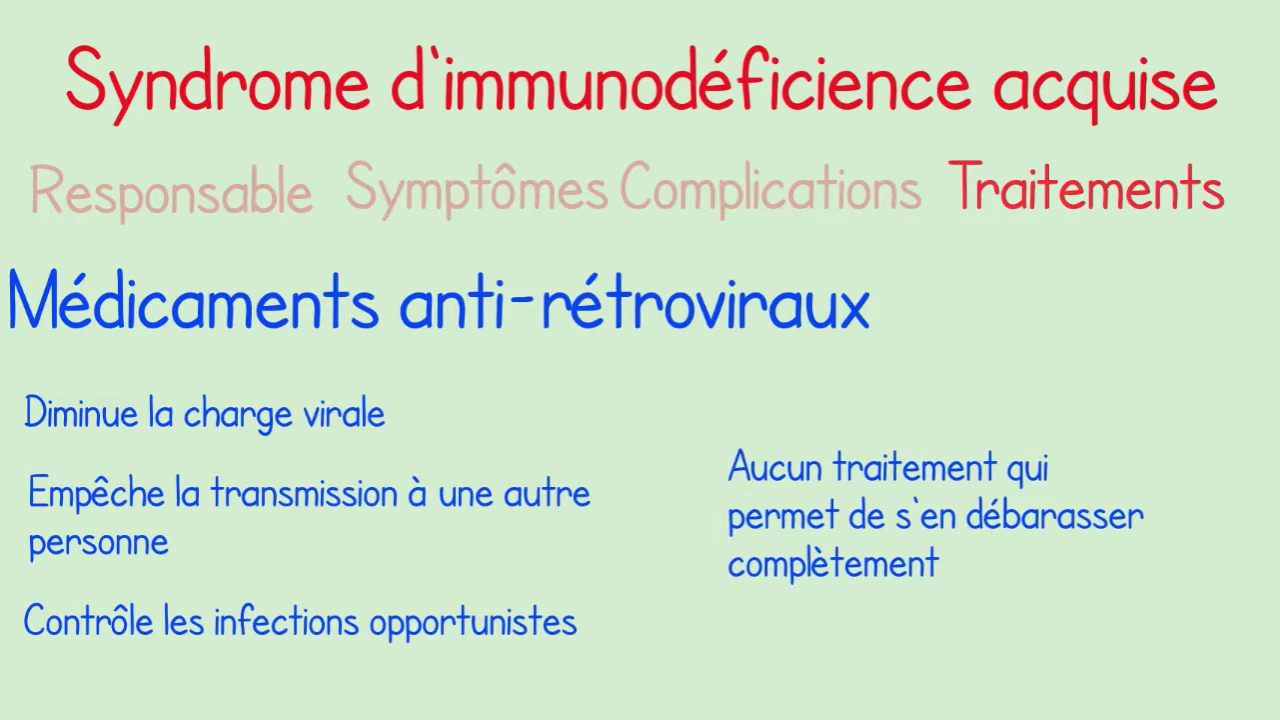 Syndrome d'immunodéficience acquise
Responsable Symptômes Complications Traitements
Médicaments anti-rétroviraux
Diminue la charge virale
Empêche la transmission à une autre
personne
Contrôle les infections opportunistes
Aucun traitement qui
permet de s'en débarasser
complètement